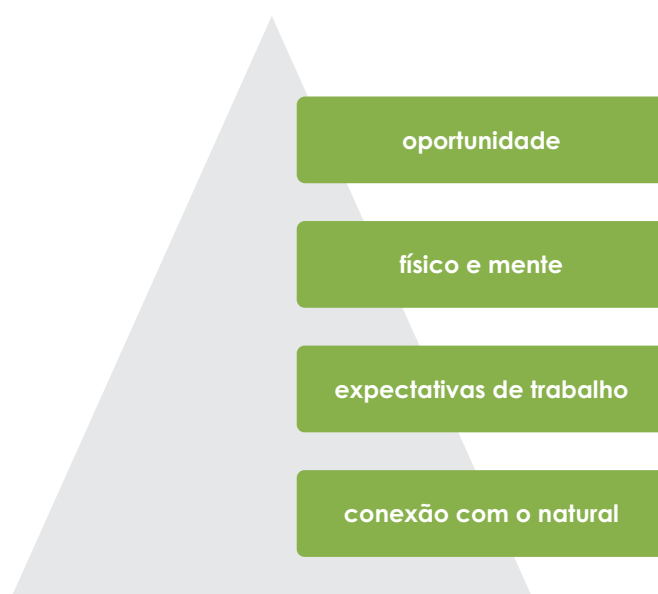 oportunidade
físico e mente
expectativas de trabalho
conexão com o natural